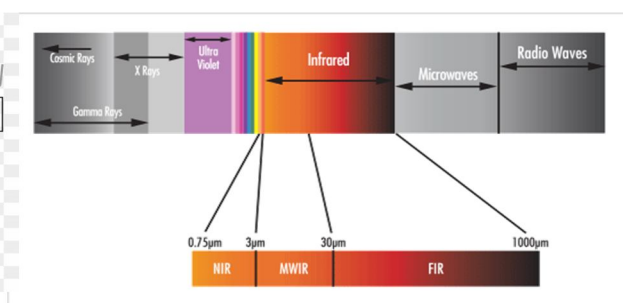 Cosmic Rays
X Rays
Gamma Rays
Ultra
Violet
Infrared
Microwaves
Radio Waves
0.75µm
3µm
30µm
1000µm
NIR
MWIR
FIR